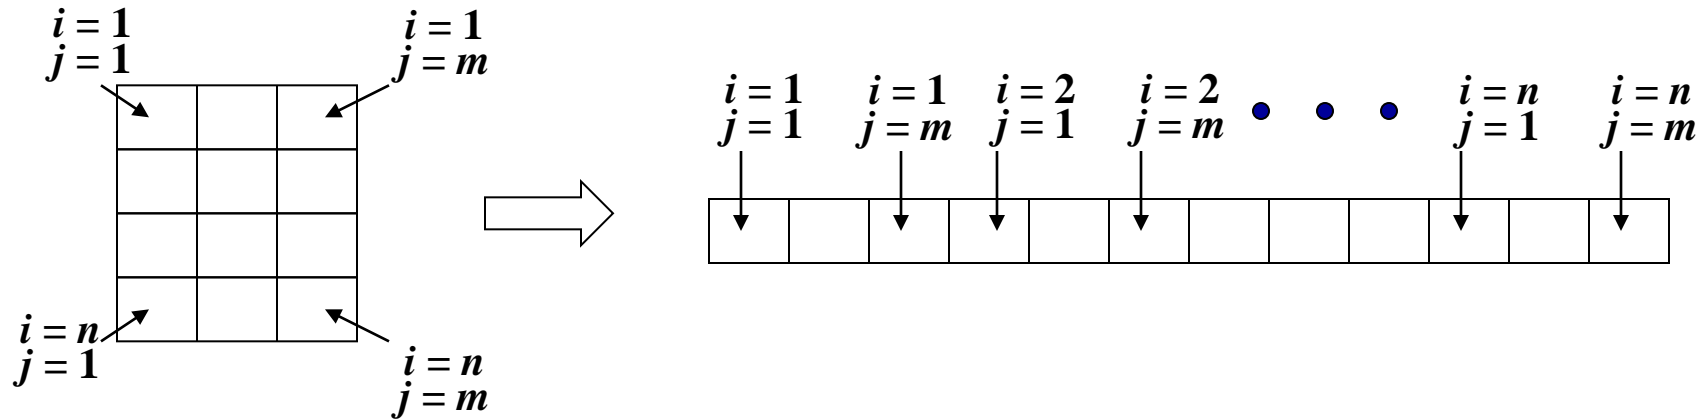 i = 1
j = 1
i = 1
j = m
i = n
j = 1
i = n
j = m
i = 1
j = 1
i = 1
j = m
i = 2
j = 1
i = 2
j = m
i = n
j = 1
i = n
j = m